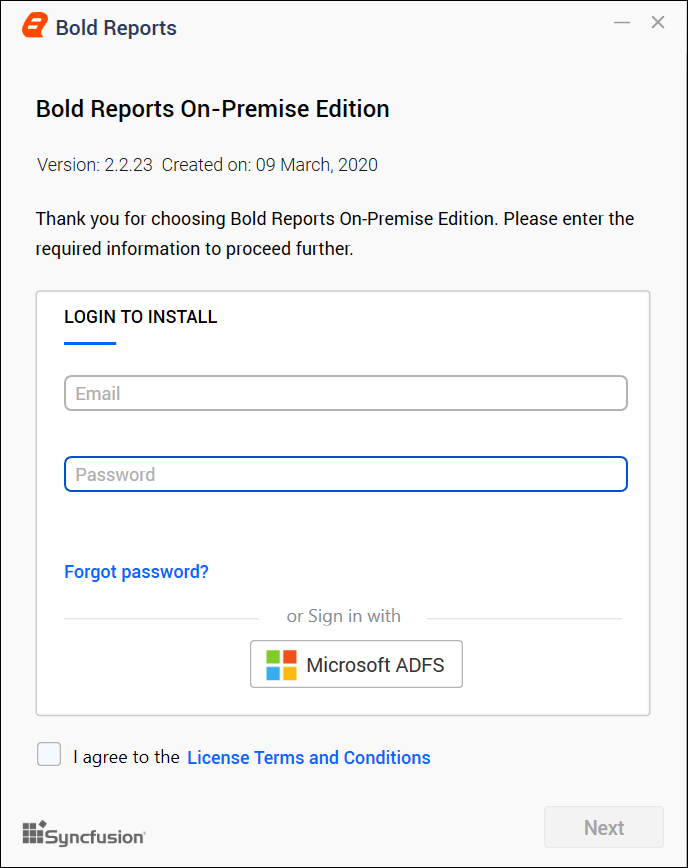 Bold Reports
Bold Reports On-Premise Edition
Version: 2.2.23 Created on: 09 March, 2020
Thank you for choosing Bold Reports On-Premise Edition. Please enter the
required information to proceed further.
LOGIN TO INSTALL
Email
Password
Forgot password?
or Sign in with
Microsoft ADFS
I agree to the License Terms and Conditions
Syncfusion
Next